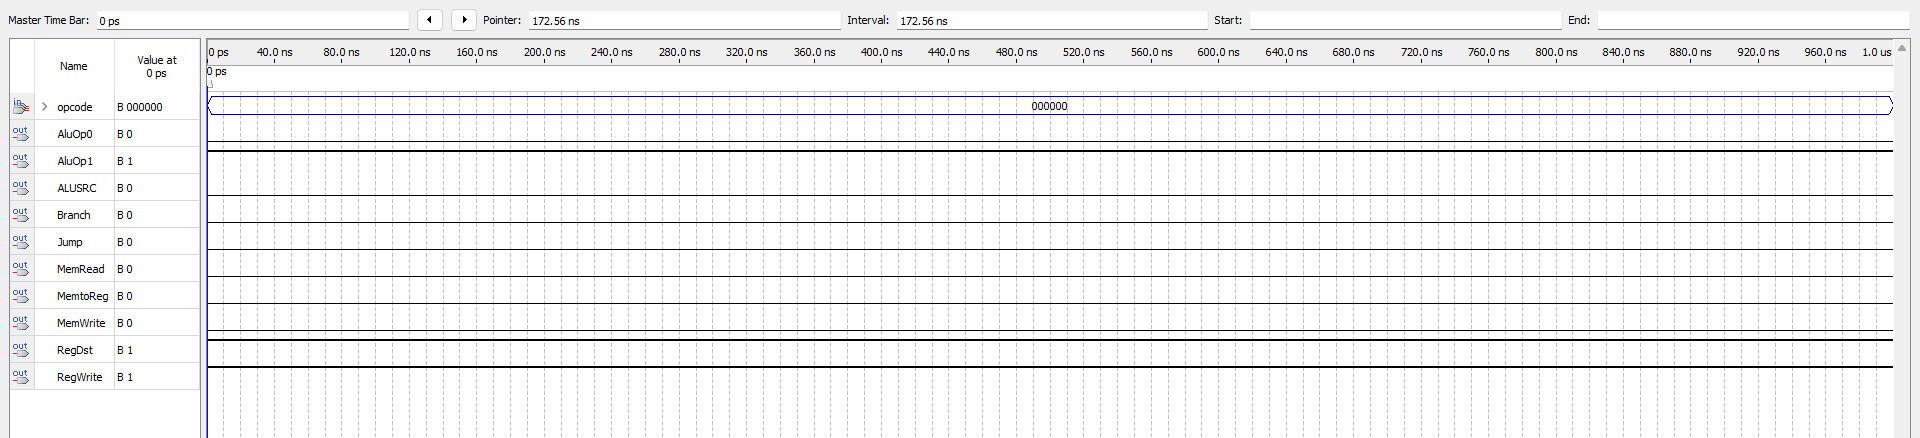 Master Time Bar: 0 ps Pointer: 172.56 ns Interval: 172.56 ns Start: End:
Name Value at 0 ps
0 ps 40.0 ns 80.0 ns 120.0 ns 160.0 ns 200.0 ns 240.0 ns 280.0 ns 320.0 ns 360.0 ns 400.0 ns 440.0 ns 480.0 ns 520.0 ns 560.0 ns 600.0 ns 640.0 ns 680.0 ns 720.0 ns 760.0 ns 800.0 ns 840.0 ns 880.0 ns 920.0 ns 960.0 ns 1.0 us
0 ps
in opcode B 000000 000000
out AluOp0 B 0
out AluOp1 B 1
out ALUSRC B 0
out Branch B 0
out Jump B 0
out MemRead B 0
out MemtoReg B 0
out MemWrite B 0
out RegDst B 1
out RegWrite B 1